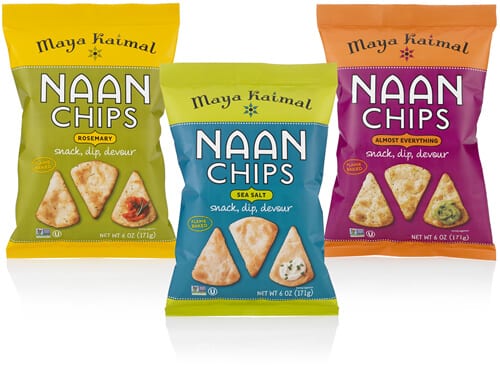 Maya Kaimal
NAAN
CHIPS
ROSEMARY
snack, dip, devour
FLAME
BAKED
NET WT 6 OZ (171g)
Maya Kaimal
NAAN
CHIPS
SEA SALT
snack, dip, devour
FLAME
BAKED
NET WT 6 OZ (171g)
Maya Kaimal
NAAN
CHIPS
ALMOST EVERYTHING
snack, dip, devour
FLAME
BAKED
NET WT 6 OZ (171g)